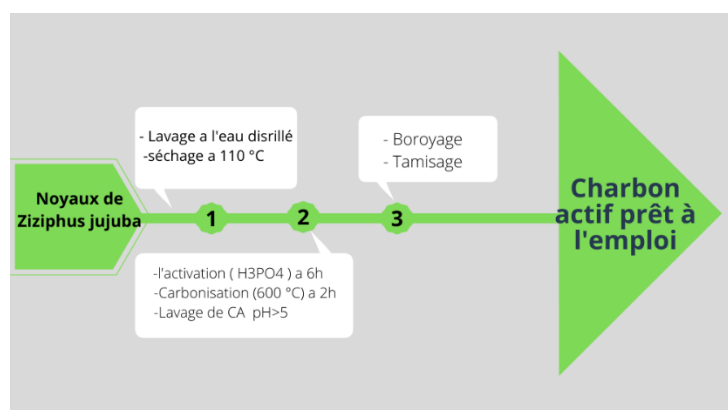 - Lavage a l'eau disrillé
-séchage a 110 °C
- Boroyage
- Tamisage
Noyaux de
Ziziphus jujuba
1
2
3
Charbon
actif prêt à
l'emploi
-l'activation ( H3PO4 ) a 6h
-Carbonisation (600 °C) a 2h
-Lavage de CA  pH>5